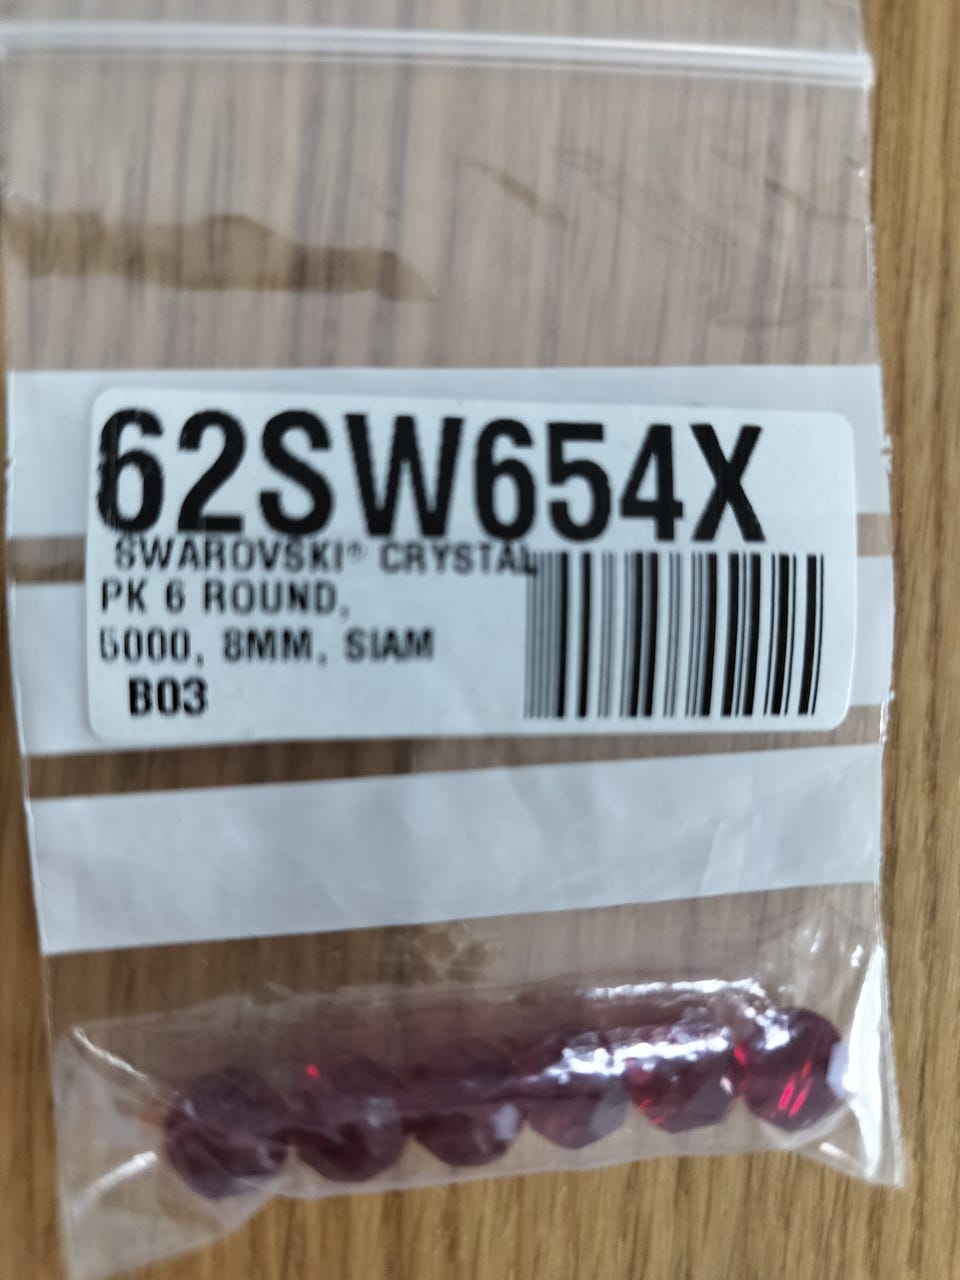 62SW654X
SWAROVSKI® CRYSTAL
PK 6 ROUND,
5000, 8MM, SIAM
B03